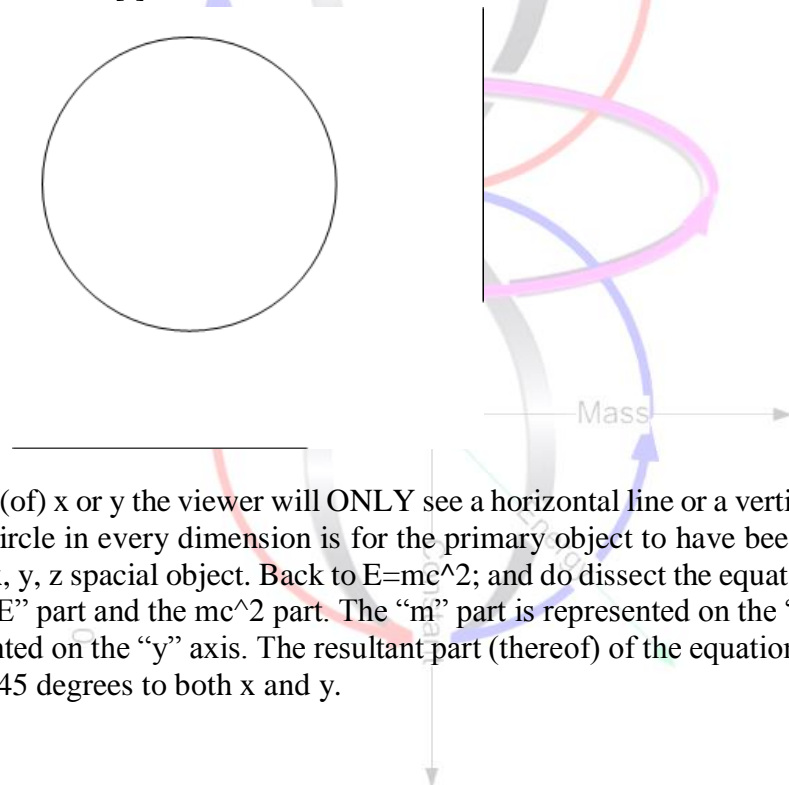 Mass
(of) x or y the viewer will ONLY see a horizontal line or a verti
ircle in every dimension is for the primary object to have bee
, y, z spacial object. Back to E=mc^2; and do dissect the equat
E” part and the mc^2 part. The “m” part is represented on the “
nted on the “y” axis. The resultant part (thereof) of the equation
45 degrees to both x and y.
Energy
Constant
0